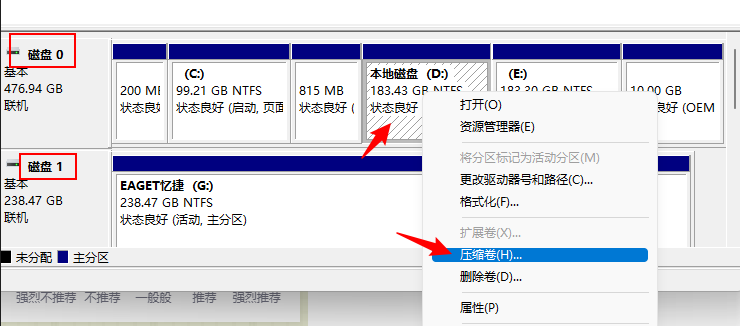 磁盘 0
基本
476.94 GB
联机
200 MB
状态良好
(C:)
99.21 GB NTFS
状态良好 (启动, 页面
815 MB
状态良好 (
本地磁盘 (D:)
183.43 GB NTFS
状态良好
(E:)
183.30 GB NTFS
10.00 GB
状态良好 (OEM
打开(O)
资源管理器(E)
将分区标记为活动分区(M)
更改驱动器号和路径(C)...
格式化(F)...
扩展卷(X)...
压缩卷(H)...
删除卷(D)...
属性(P)
磁盘 1
基本
238.47 GB
联机
EAGET忆捷 (G:)
238.47 GB NTFS
状态良好 (活动, 主分区)
未分配 主分区
强烈不推荐 不推荐 一般般 推荐 强烈推荐